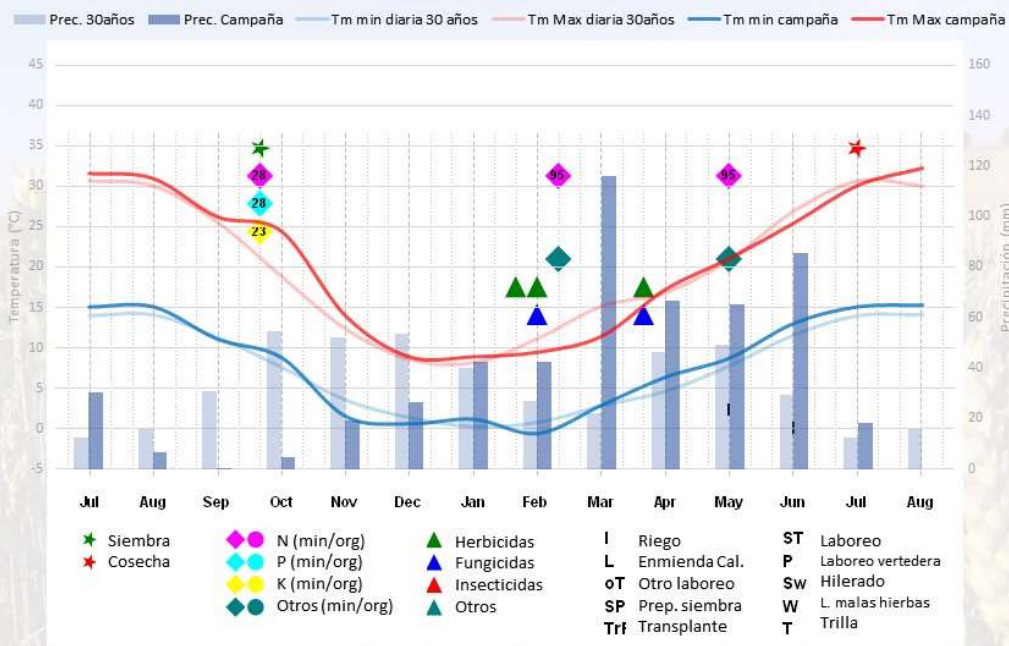 Prec. 30años Prec. Campaña Tm min diaria 30 años Tm Max diaria 30años Tm min campaña Tm Max campaña
45 160
40 140
35 120
30 100
25 80
20 60
15 40
10 20
5 0
0
-5
Temperatura (°C)
Precipitación (mm)
28 95 95
28
23
I
I
Jul Aug Sep Oct Nov Dec Jan Feb Mar Apr May Jun Jul Aug
Siembra N (min/org) Herbicidas I Riego ST Laboreo
Cosecha P (min/org) Fungicidas L Enmienda Cal. P Laboreo vertedera
K (min/org) Insecticidas oT Otro laboreo Sw Hilerado
Otros (min/org) Otros SP Prep. siembra W L. malas hierbas
Trf Transplante T Trilla